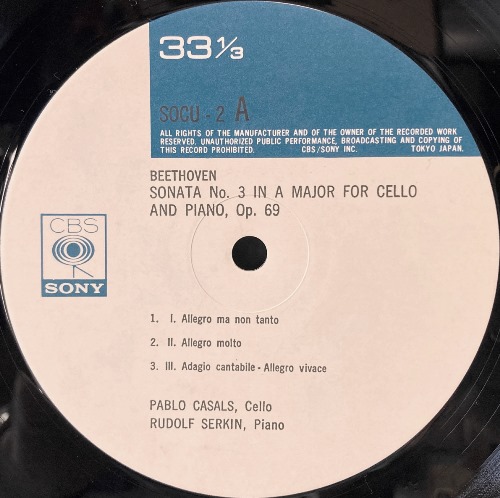 33 1/3
SOCU-2 A
ALL RIGHTS OF THE MANUFACTURER AND OF THE OWNER OF THE RECORDED WORK
RESERVED. UNAUTHORIZED PUBLIC PERFORMANCE, BROADCASTING AND COPYING OF
THIS RECORD PROHIBITED. CBS/SONY INC. TOKYO JAPAN.
BEETHOVEN
SONATA No. 3 IN A MAJOR FOR CELLO
AND PIANO, Op. 69
CBS
SONY
1. I. Allegro ma non tanto
2. II. Allegro molto
3. III. Adagio cantabile - Allegro vivace
PABLO CASALS, Cello
RUDOLF SERKIN, Piano